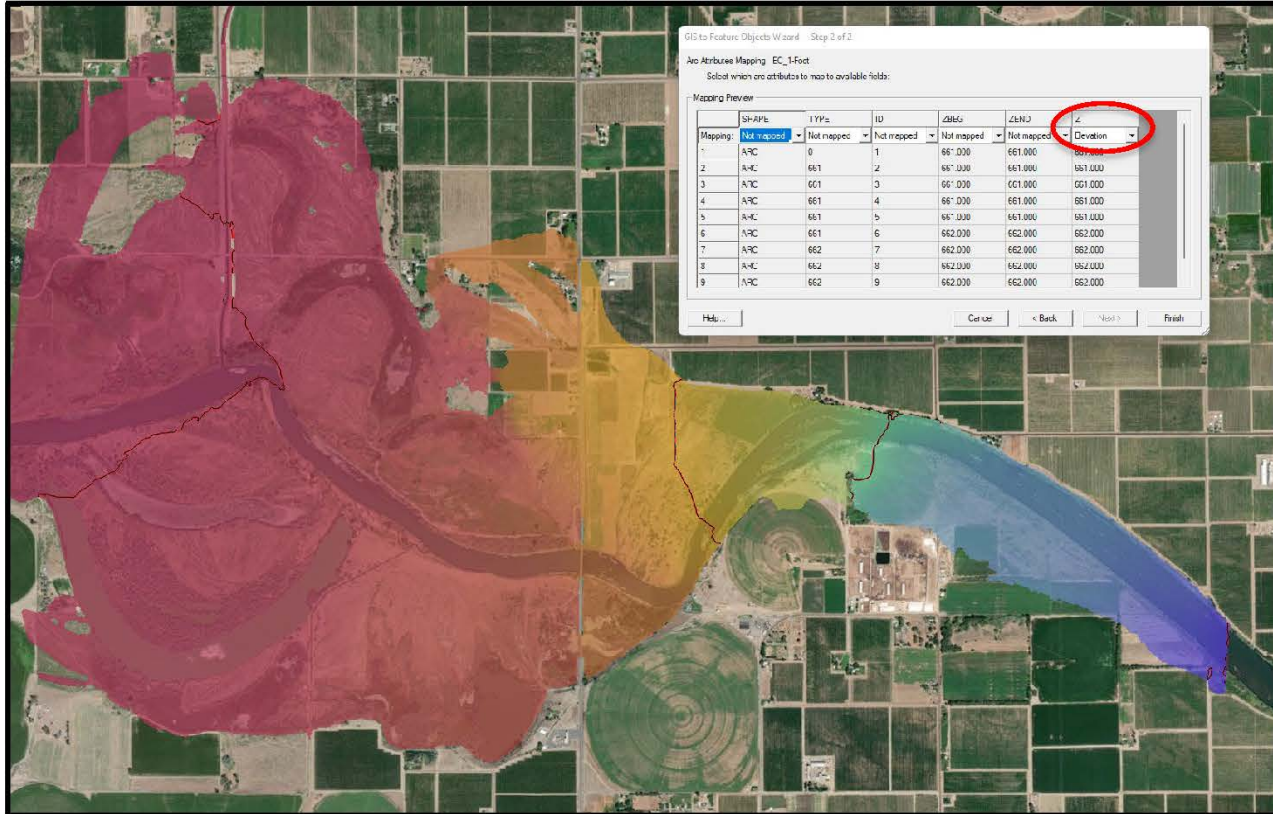 GIS to Feature Objects Wizard Step 2 of 2
Arc Attributes Mapping EC_1-Foot
Select which arc attributes to map to available fields:
Mapping Preview
SHAPE TYPE ID ZBEG ZEND Z
Mapping: Not mapped Not mapped Not mapped Not mapped Not mapped Elevation
1 ARC 0 1 661.000 661.000 661.000
2 ARC 661 2 661.000 661.000 661.000
3 ARC 661 3 661.000 661.000 661.000
4 ARC 661 4 661.000 661.000 661.000
5 ARC 661 5 661.000 661.000 661.000
6 ARC 661 6 662.000 662.000 662.000
7 ARC 662 7 662.000 662.000 662.000
8 ARC 662 8 662.000 662.000 662.000
9 ARC 662 9 662.000 662.000 662.000
Help... Cancel < Back Next > Finish